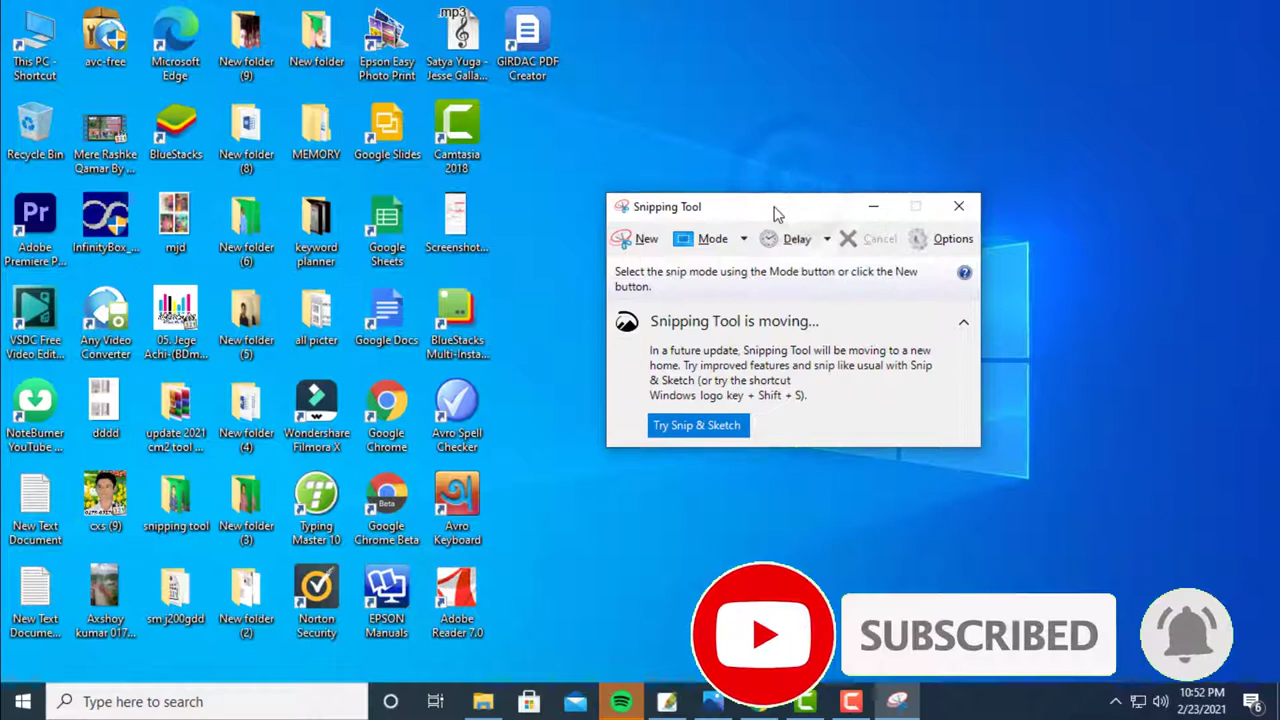 This PC -
Shortcut
avc-free
Microsoft
Edge
New folder
(9)
New folder
Epson Easy
Photo Print
mp3
Satya Yuga -
Jesse Galla...
GIRDAC PDF
Creator
Recycle Bin
Mere Rashke
Qamar By ...
BlueStacks
New folder
(8)
MEMORY
Google Slides
Camtasia
2018
Pr
Adobe
Premiere P...
InfinityBox_...
mjd
New folder
(6)
keyword
planner
Google
Sheets
Screenshot...
VSDC Free
Video Edit...
Any Video
Converter
05. Jege
Achi-(BDm...
New folder
(5)
all picter
Google Docs
BlueStacks
Multi-Insta...
NoteBurner
YouTube ...
dddd
update 2021
cm2 tool ...
New folder
(4)
Wondershare
Filmora X
Google
Chrome
Avro Spell
Checker
New Text
Document
cxs (9)
snipping tool
New folder
(3)
Typing
Master 10
Beta
Google
Chrome Beta
অ
Avro
Keyboard
New Text
Docume...
Axshoy
kumar 017...
sm j200gdd
New folder
(2)
Norton
Security
EPSON
Manuals
Adobe
Reader 7.0
Snipping Tool
New Mode Delay Cancel Options
Select the snip mode using the Mode button or click the New
button.
Snipping Tool is moving...
In a future update, Snipping Tool will be moving to a new
home. Try improved features and snip like usual with Snip
& Sketch (or try the shortcut
Windows logo key + Shift + S).
Try Snip & Sketch
SUBSCRIBED
Type here to search
10:52 PM
2/23/2021
6